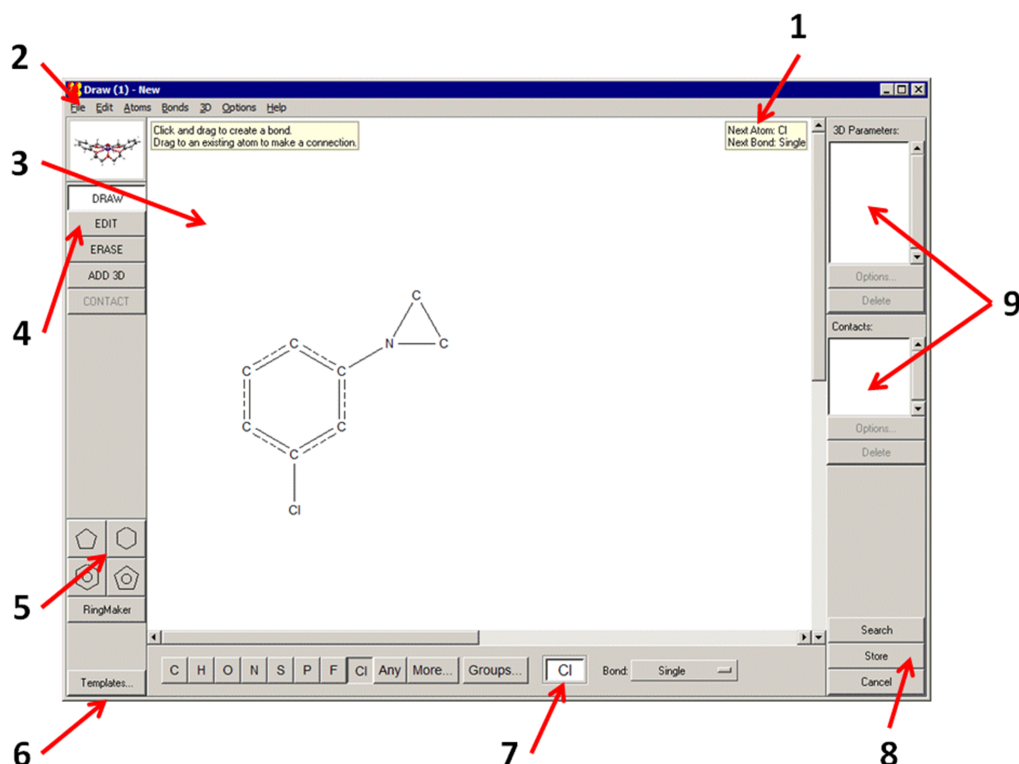 1
2
Draw (1) - New
File Edit Atoms Bonds 3D Options Help
Click and drag to create a bond.
Drag to an existing atom to make a connection.
Next Atom: Cl
Next Bond: Single
3D Parameters:
3
DRAW
EDIT
ERASE
ADD 3D
CONTACT
4
Options...
Delete
9
Contacts:
C
N C
C
C C
C C
C
Cl
Options...
Delete
5
RingMaker
Templates...
6
C H O N S P F Cl Any More... Groups... Cl Bond: Single
7
Search
Store
Cancel
8